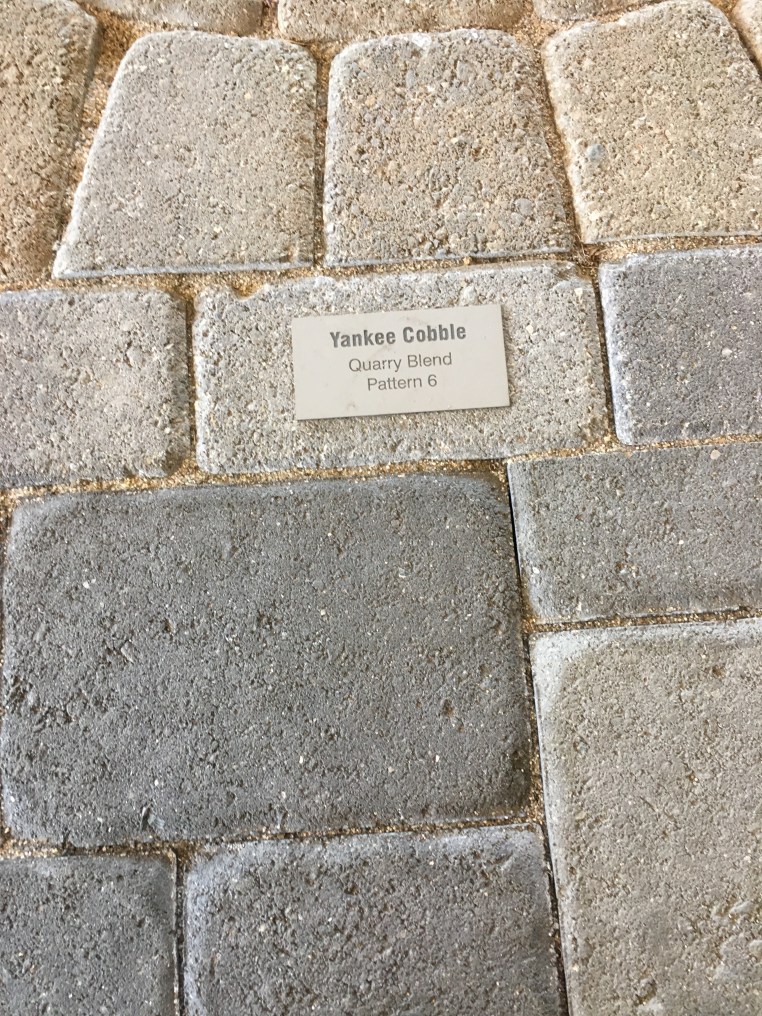 Yankee Cobble
Quarry Blend
Pattern 6